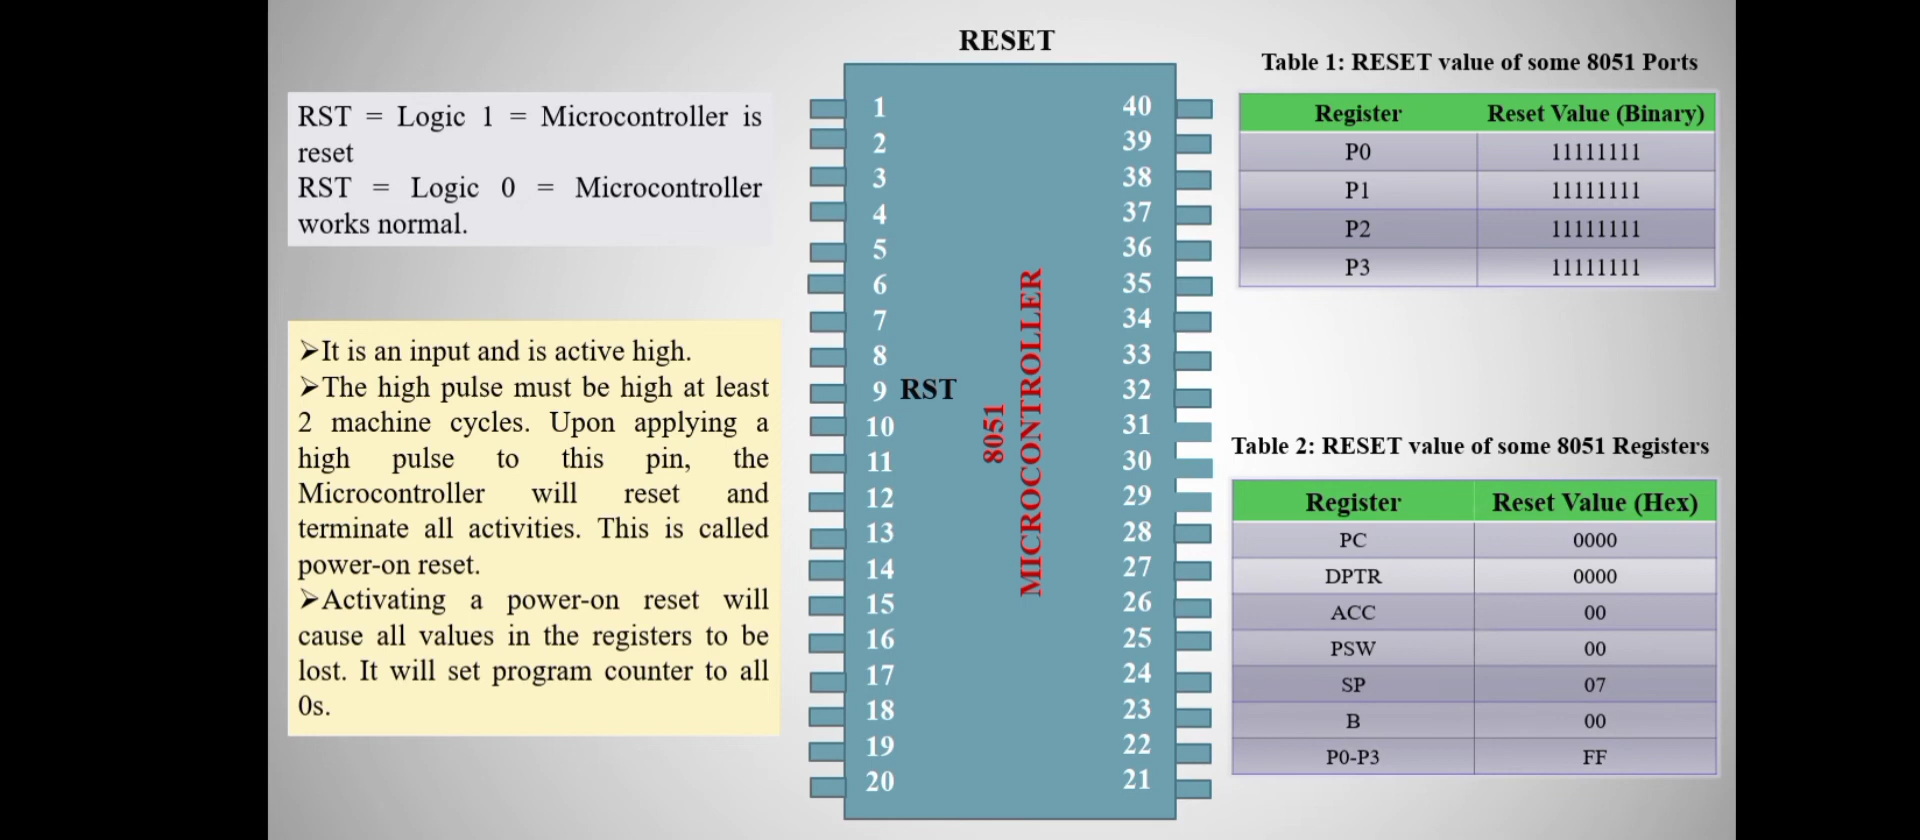 RESET
RST = Logic 1 = Microcontroller is
reset
RST = Logic 0 = Microcontroller
works normal.
➢It is an input and is active high.
➢The high pulse must be high at least
2 machine cycles. Upon applying a
high pulse to this pin, the
Microcontroller will reset and
terminate all activities. This is called
power-on reset.
➢Activating a power-on reset will
cause all values in the registers to be
lost. It will set program counter to all
0s.
1 40
2 39
3 38
4 37
5 36
6 35
7 34
8 33
9 RST 32
10 31
11 30
12 29
13 28
14 27
15 26
16 25
17 24
18 23
19 22
20 21
8051
MICROCONTROLLER
Table 1: RESET value of some 8051 Ports
Register Reset Value (Binary)
P0 11111111
P1 11111111
P2 11111111
P3 11111111
Table 2: RESET value of some 8051 Registers
Register Reset Value (Hex)
PC 0000
DPTR 0000
ACC 00
PSW 00
SP 07
B 00
P0-P3 FF